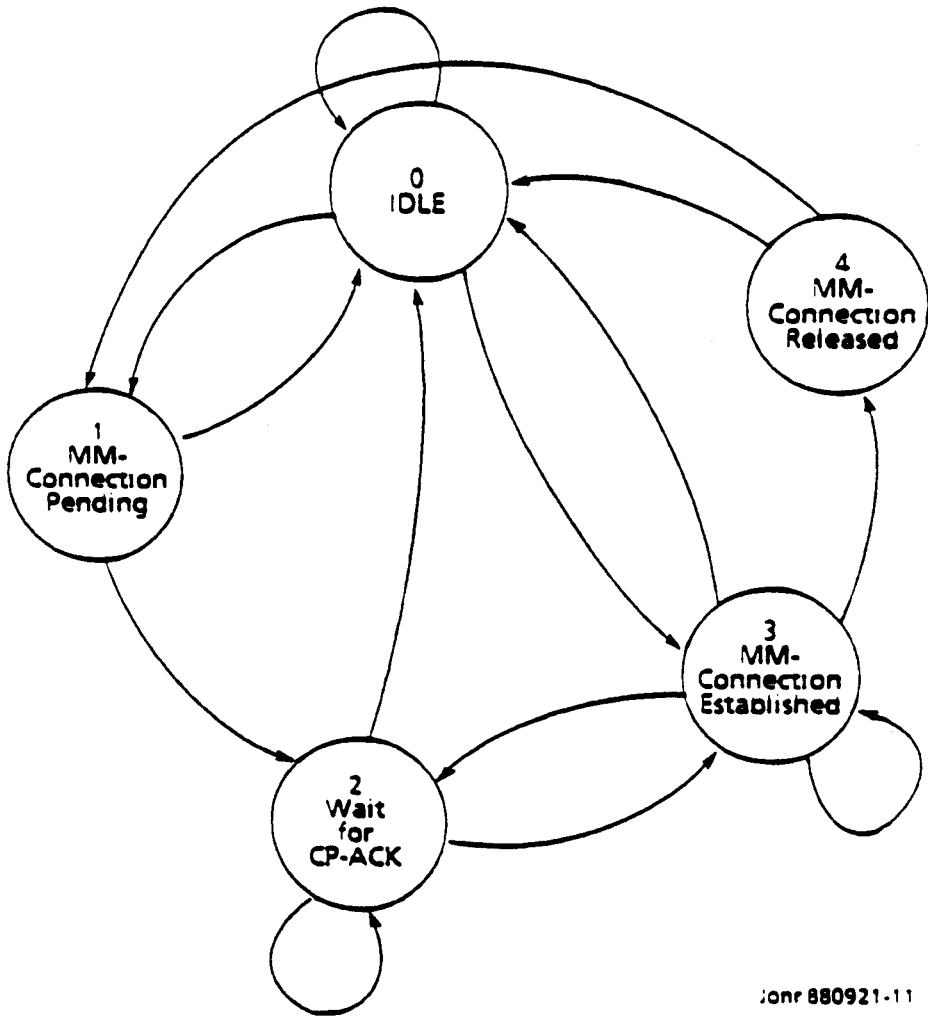 0
IDLE
4
MM-
Connection
Released
1
MM-
Connection
Pending
3
MM-
Connection
Established
2
Wait
for
CP-ACK
880921-11